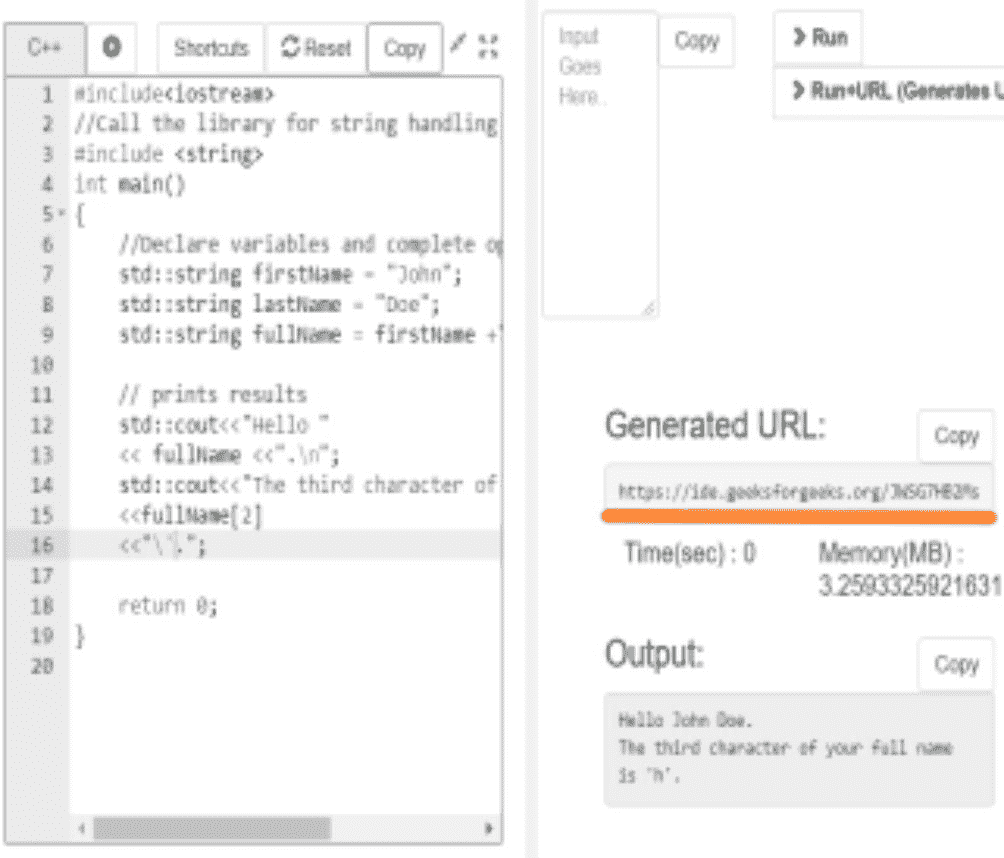 C++ Shortcuts Reset Copy
1 #include<iostream>
2 //Call the library for string handling
3 #include <string>
4 int main()
5 {
6 //Declare variables and complete op
7 std::string firstName = "John";
8 std::string lastName = "Doe";
9 std::string fullName = firstName +"
10
11 // prints results
12 std::cout<<"Hello "
13 << fullName <<".\n";
14 std::cout<<"The third character of
15 <<fullName[2]
16 <<"\'.";
17
18 return 0;
19 }
20
Input
Goes
Here..
Copy
Run
Run+URL (Generates U
Generated URL:
Copy
Time(sec) : 0
Memory(MB) :
3.2593325921631
Output:
Copy
Hello John Doe.
The third character of your full name
is 'h'.